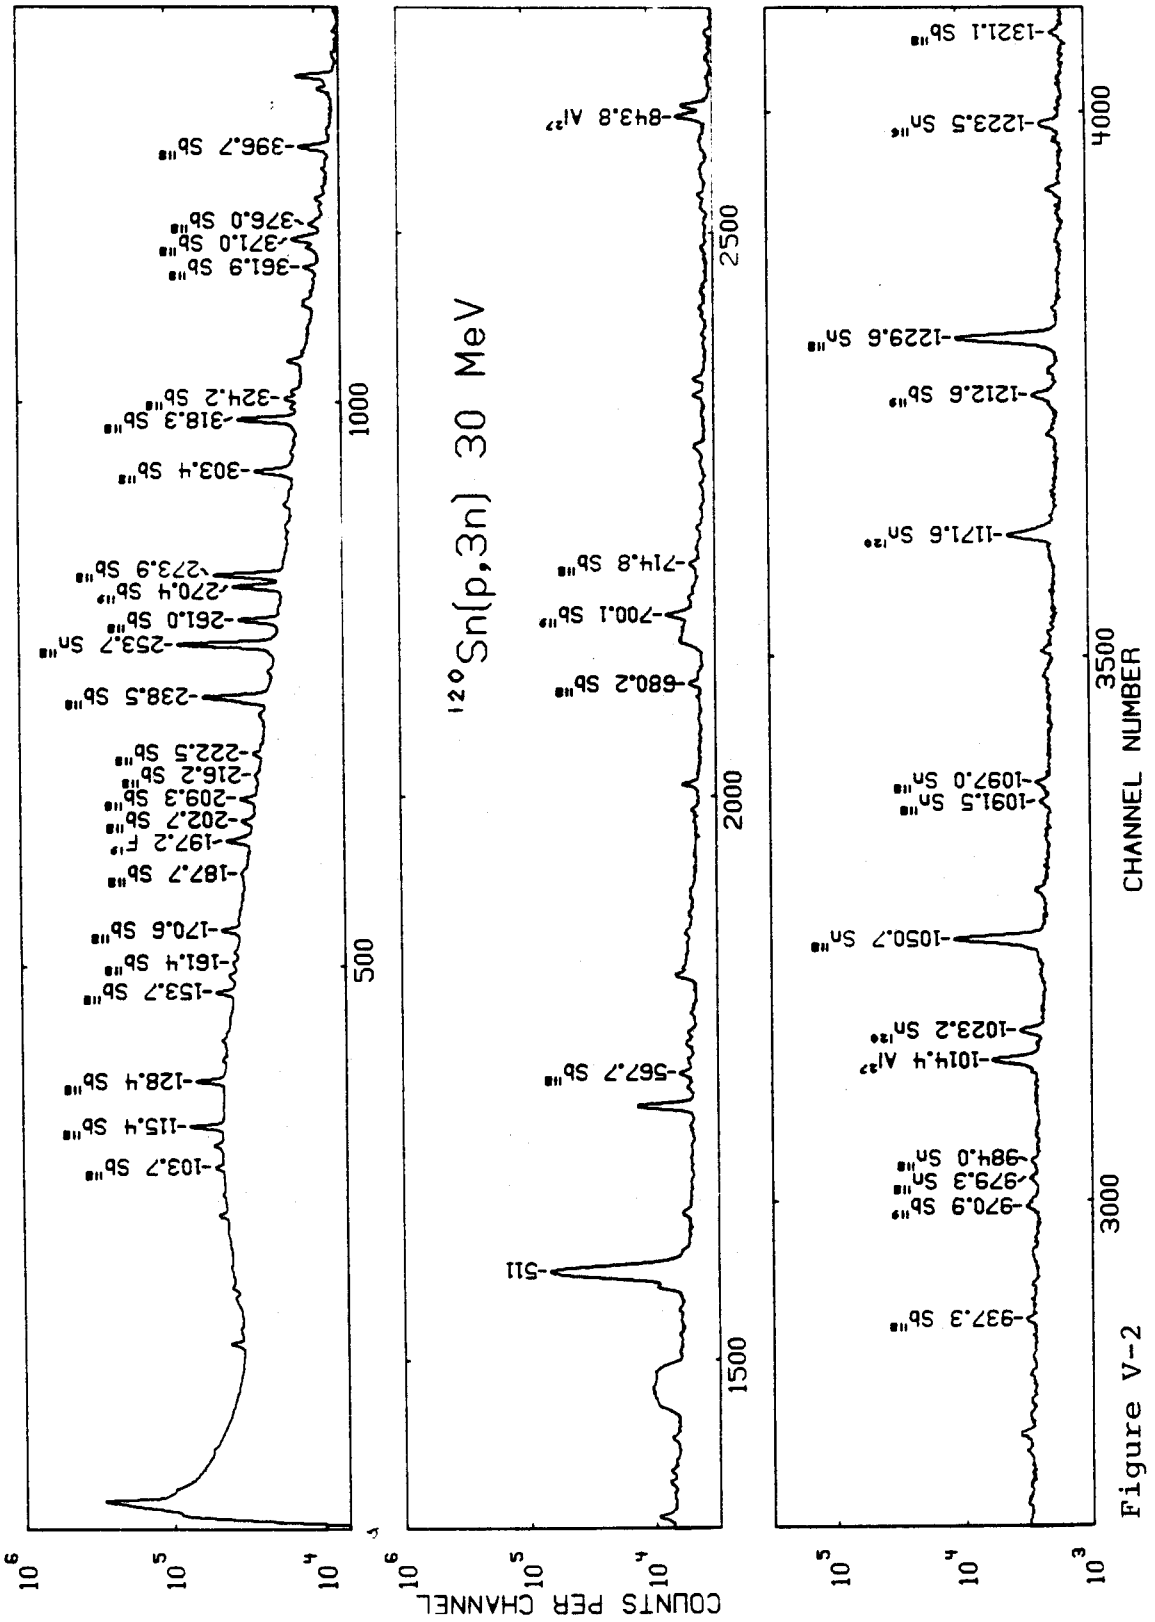 10⁶
10⁵
10⁴
103.7 Sb¹¹⁸
115.4 Sb¹¹⁸
128.4 Sb¹¹⁸
153.7 Sb¹¹⁸
161.4 Sb¹¹⁸
170.6 Sb¹¹⁸
187.7 Sb¹¹⁸
197.2 F¹⁹
202.7 Sb¹¹⁸
209.3 Sb¹¹⁸
216.2 Sb¹¹⁸
222.5 Sb¹¹⁸
238.5 Sb¹¹⁸
253.7 Sn¹¹⁸
261.0 Sb¹¹⁸
270.4 Sb¹¹⁹
273.9 Sb¹¹⁸
303.4 Sb¹¹⁸
318.3 Sb¹¹⁸
324.2 Sb¹¹⁸
361.9 Sb¹¹⁸
371.0 Sb¹¹⁸
376.0 Sb¹¹⁸
396.7 Sb¹¹⁸
500
1000
COUNTS PER CHANNEL
10⁶
10⁵
10⁴
¹²⁰Sn(p,3n) 30 MeV
511
567.7 Sb¹¹⁸
680.2 Sb¹¹⁸
700.1 Sb¹¹⁹
714.8 Sb¹¹⁸
843.8 Al²⁷
1500
2000
2500
10⁵
10⁴
10³
937.3 Sb¹¹⁸
970.9 Sb¹¹⁹
979.3 Sn¹¹⁸
984.0 Sn¹¹⁸
1014.4 Al²⁷
1023.2 Sn¹²⁰
1050.7 Sn¹¹⁸
1091.5 Sn¹¹⁸
1097.0 Sn¹¹⁸
1171.6 Sn¹²⁰
1212.6 Sb¹¹⁹
1229.6 Sn¹¹⁸
1223.5 Sn¹¹⁶
1321.1 Sb¹¹⁸
3000
3500
4000
CHANNEL NUMBER
Figure V-2